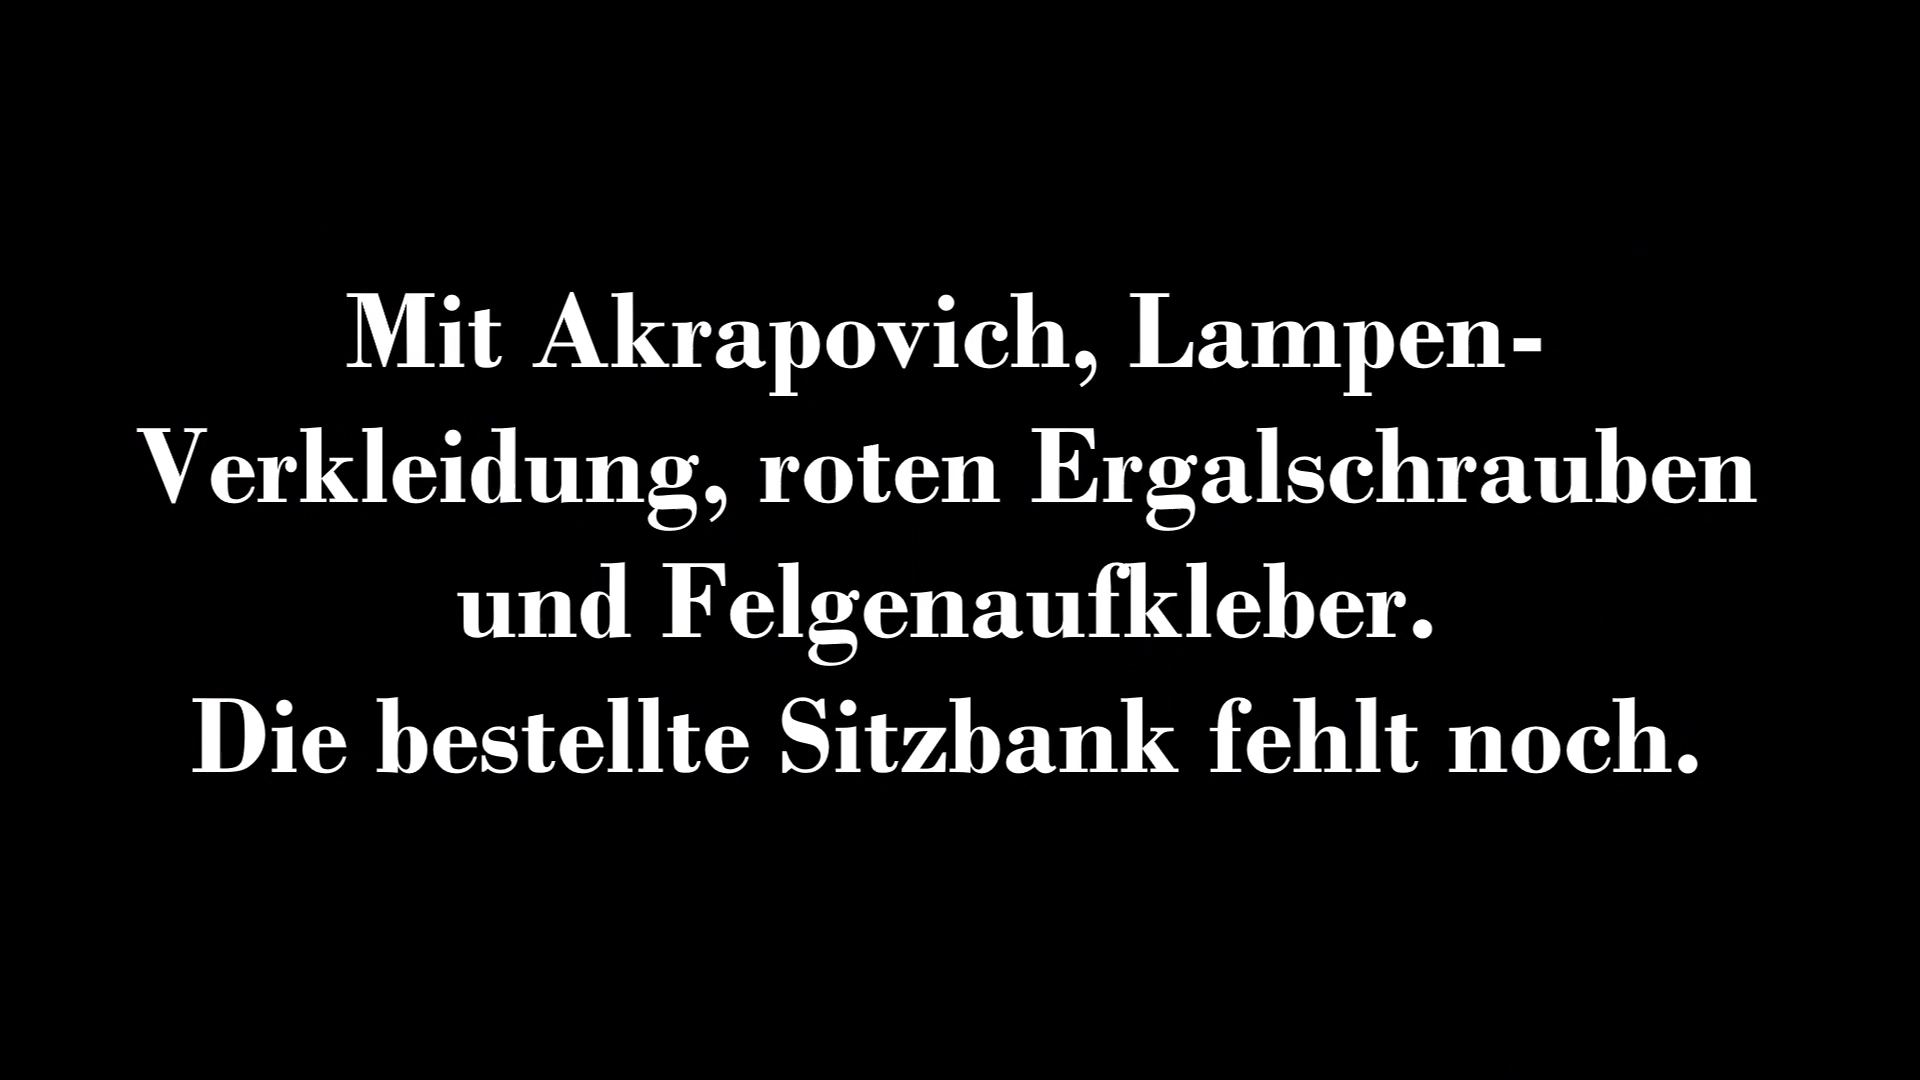 Mit Akrapovich, Lampen-
Verkleidung, roten Ergalschrauben
und Felgenaufkleber.
Die bestellte Sitzbank fehlt noch.